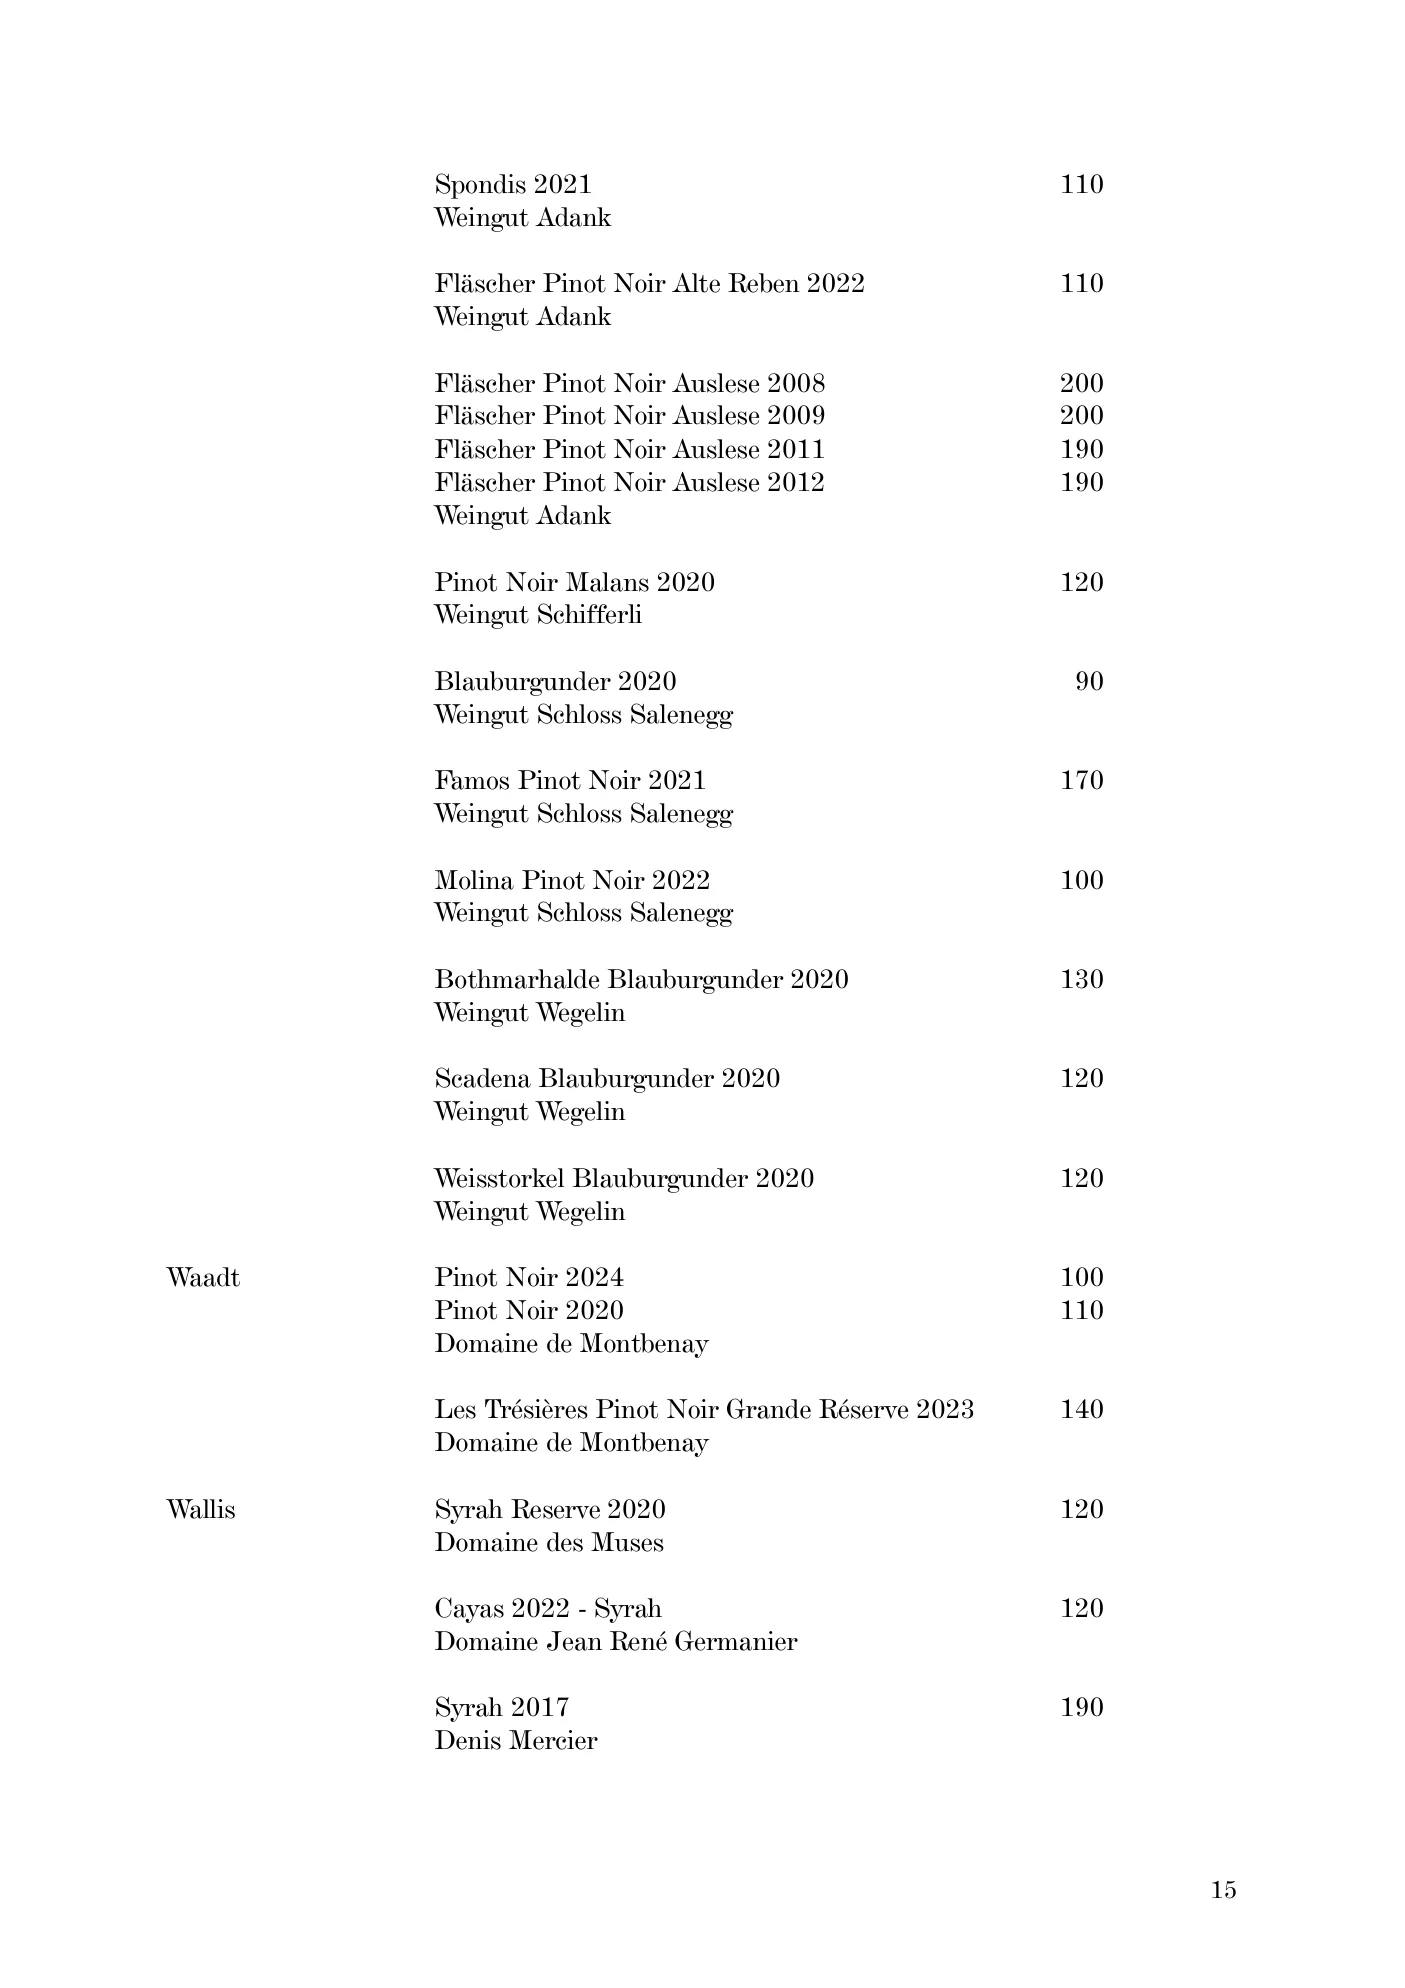 Spondis 2021 110
Weingut Adank
Fläscher Pinot Noir Alte Reben 2022 110
Weingut Adank
Fläscher Pinot Noir Auslese 2008 200
Fläscher Pinot Noir Auslese 2009 200
Fläscher Pinot Noir Auslese 2011 190
Fläscher Pinot Noir Auslese 2012 190
Weingut Adank
Pinot Noir Malans 2020 120
Weingut Schifferli
Blauburgunder 2020 90
Weingut Schloss Salenegg
Famos Pinot Noir 2021 170
Weingut Schloss Salenegg
Molina Pinot Noir 2022 100
Weingut Schloss Salenegg
Bothmarhalde Blauburgunder 2020 130
Weingut Wegelin
Scadena Blauburgunder 2020 120
Weingut Wegelin
Weisstorkel Blauburgunder 2020 120
Weingut Wegelin
Waadt Pinot Noir 2024 100
Pinot Noir 2020 110
Domaine de Montbenay
Les Trésières Pinot Noir Grande Réserve 2023 140
Domaine de Montbenay
Wallis Syrah Reserve 2020 120
Domaine des Muses
Cayas 2022 - Syrah 120
Domaine Jean René Germanier
Syrah 2017 190
Denis Mercier
15